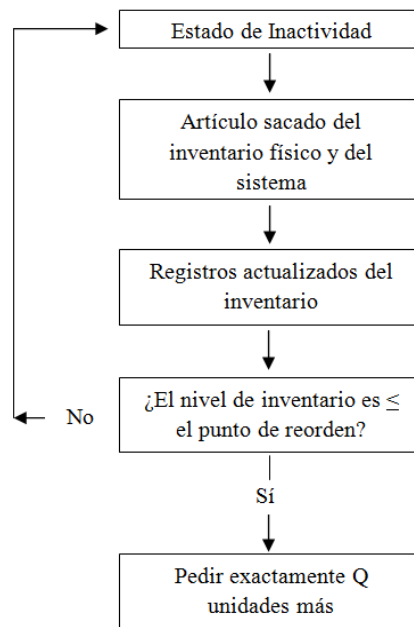 Estado de Inactividad
Artículo sacado del
inventario físico y del
sistema
Registros actualizados del
inventario
¿El nivel de inventario es ≤
el punto de reorden?
No
Sí
Pedir exactamente Q
unidades más